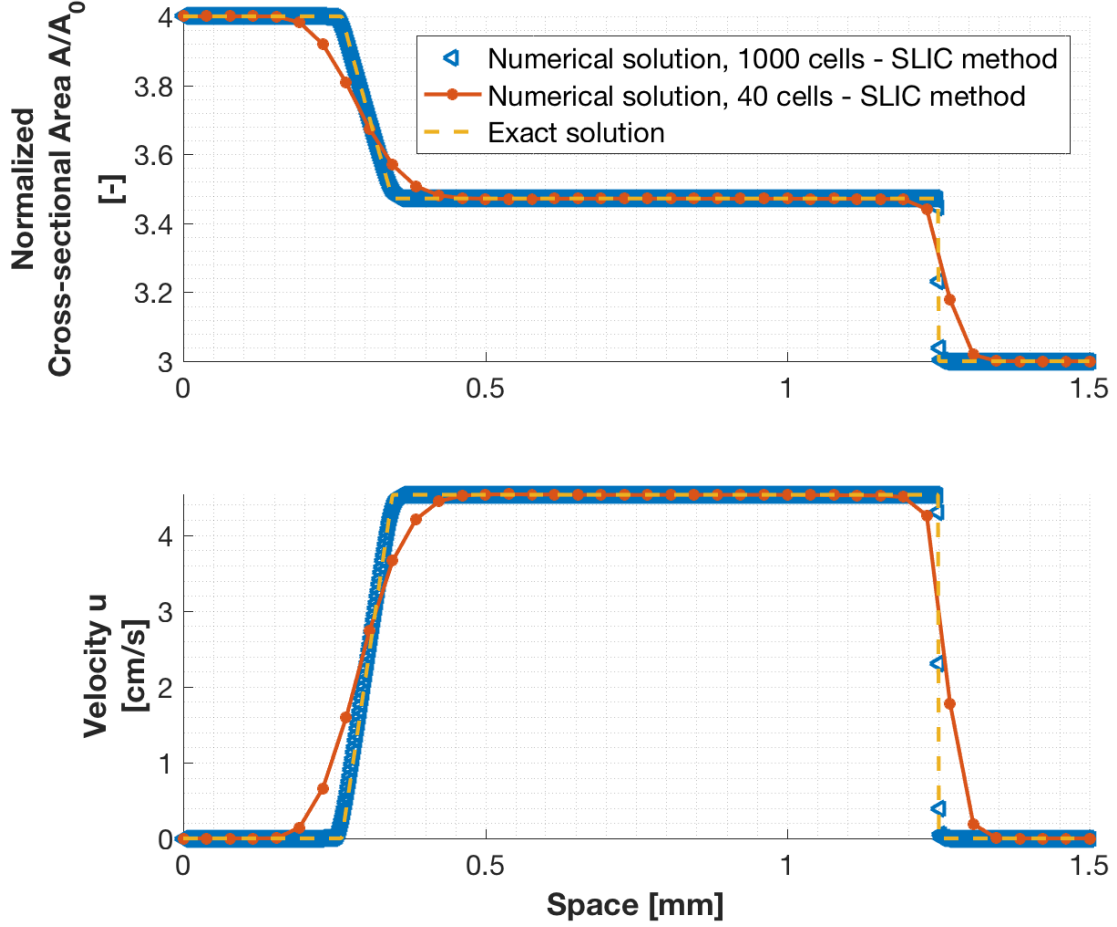 Normalized
Cross-sectional Area A/A0
[-]
4
3.8
3.6
3.4
3.2
3
Numerical solution, 1000 cells - SLIC method
Numerical solution, 40 cells - SLIC method
Exact solution
0
0.5
1
1.5
Velocity u
[cm/s]
4
3
2
1
0
0
0.5
1
1.5
Space [mm]